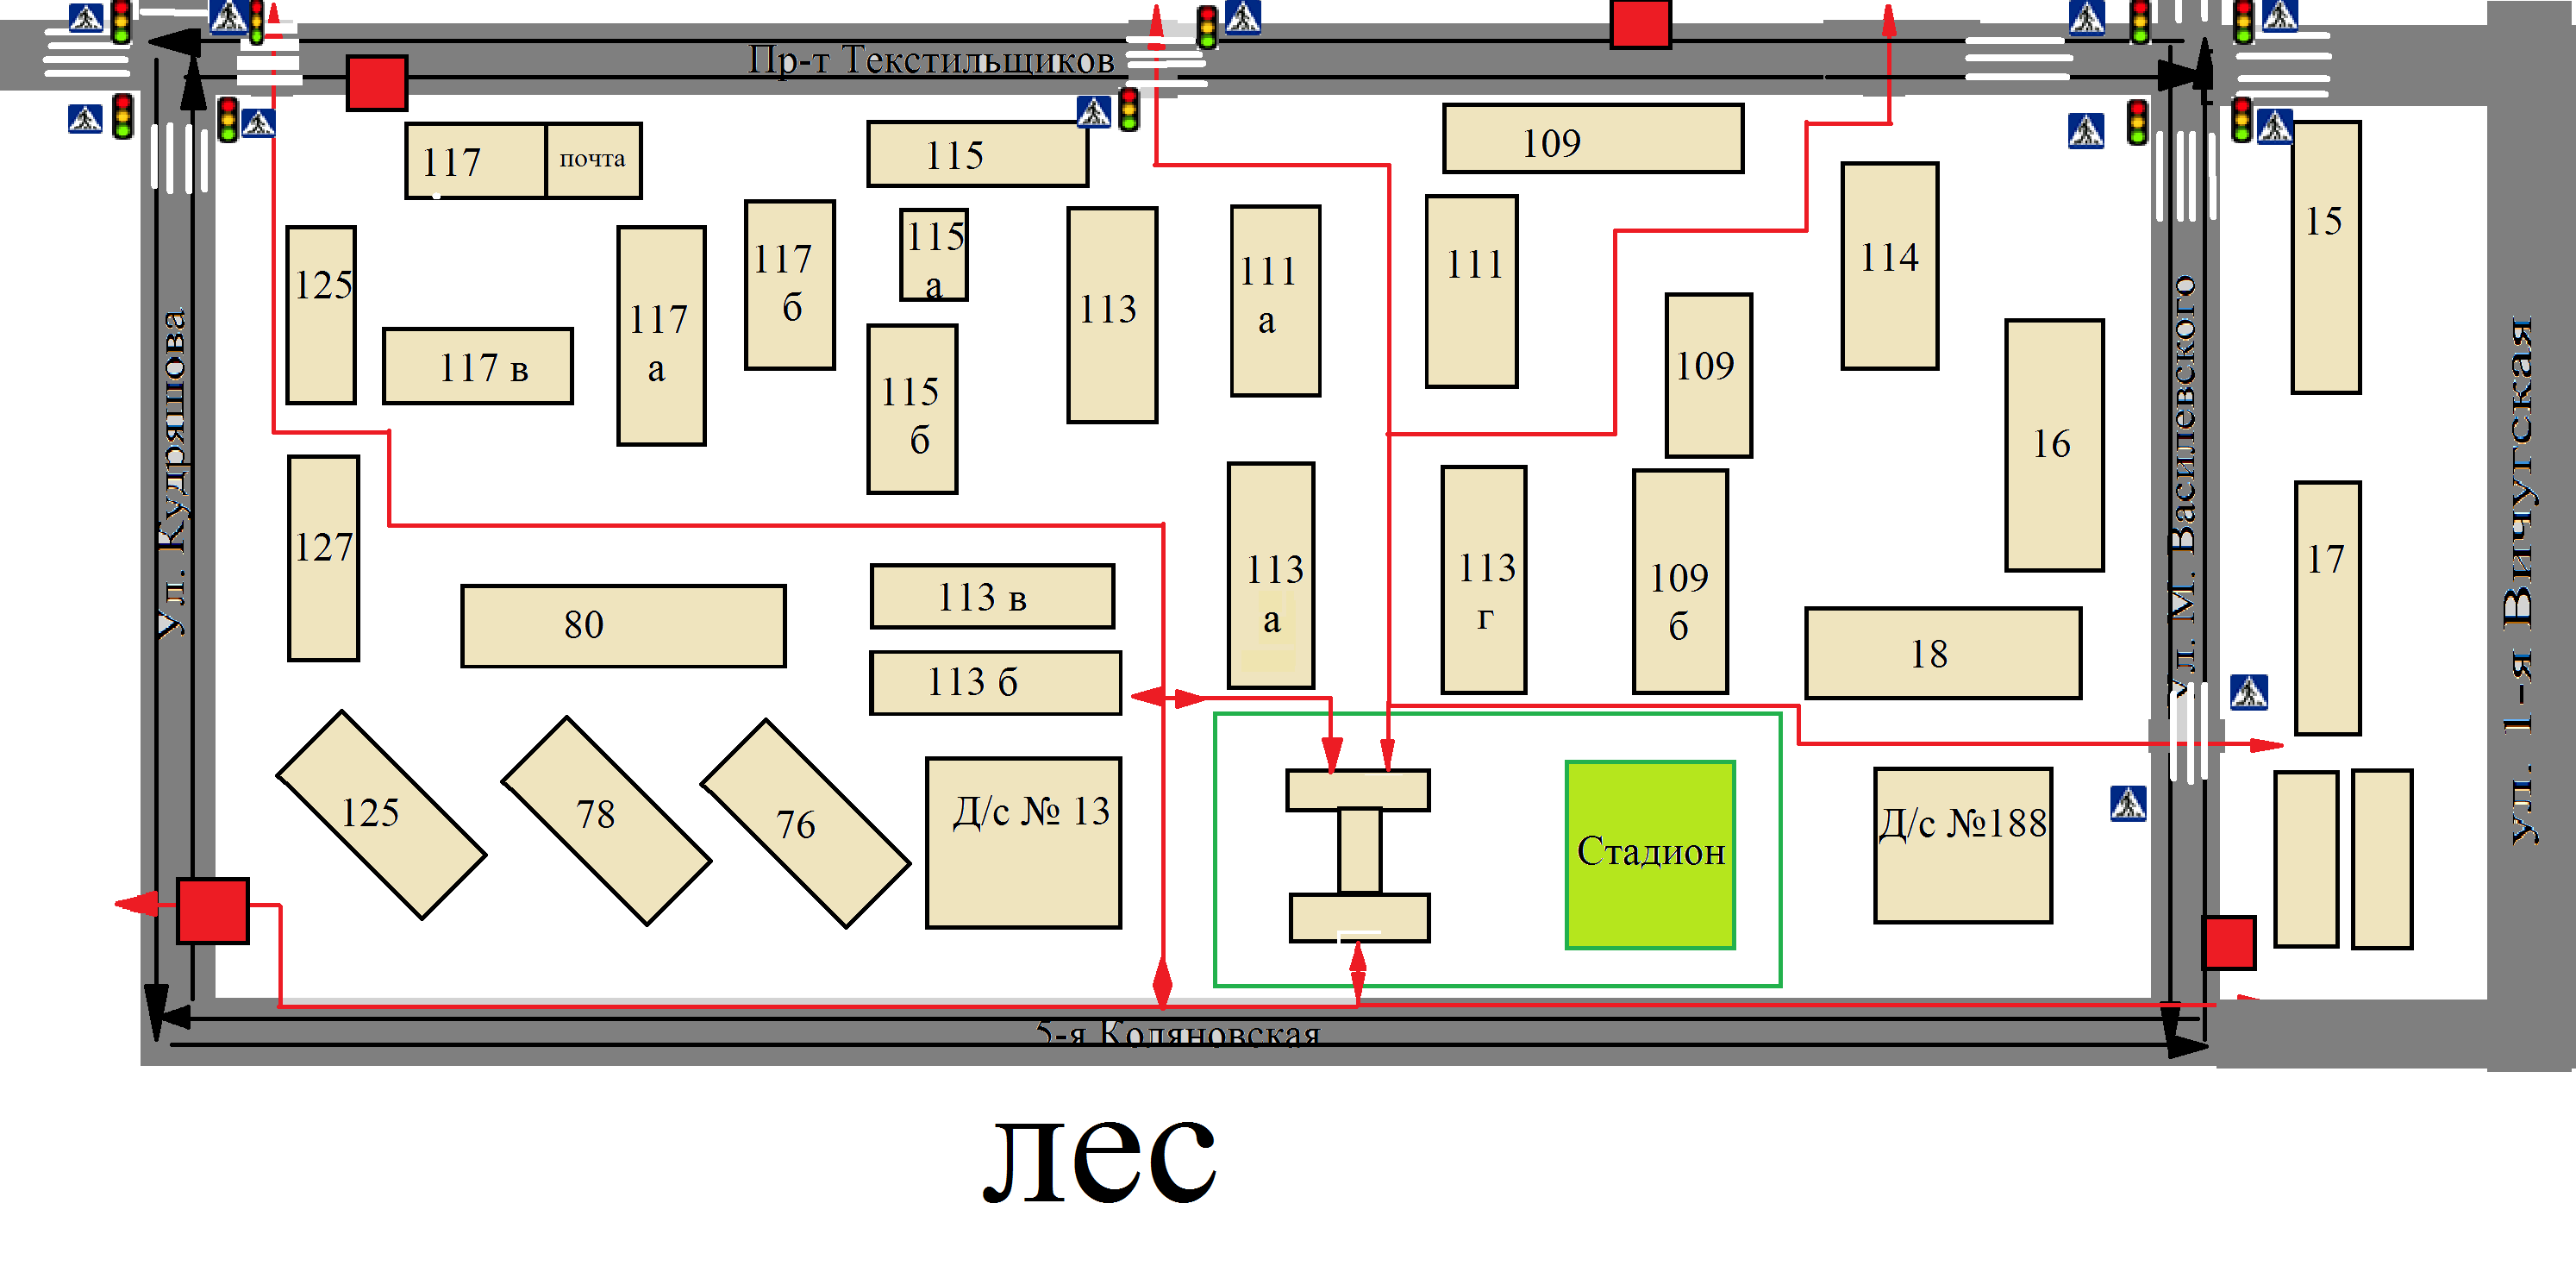 Пр-т Текстильщиков
117
почта
115
109
125
117 в
117
а
117
б
115
а
115
б
113
111
а
111
109
114
16
15
ул. Кудряшова
ул. М. Василевского
ул. 1-я Вичугская
127
80
113 в
113 б
113
а
113
г
109
б
18
17
125
78
76
Д/с № 13
Стадион
Д/с №188
5-я Коляновская
лес